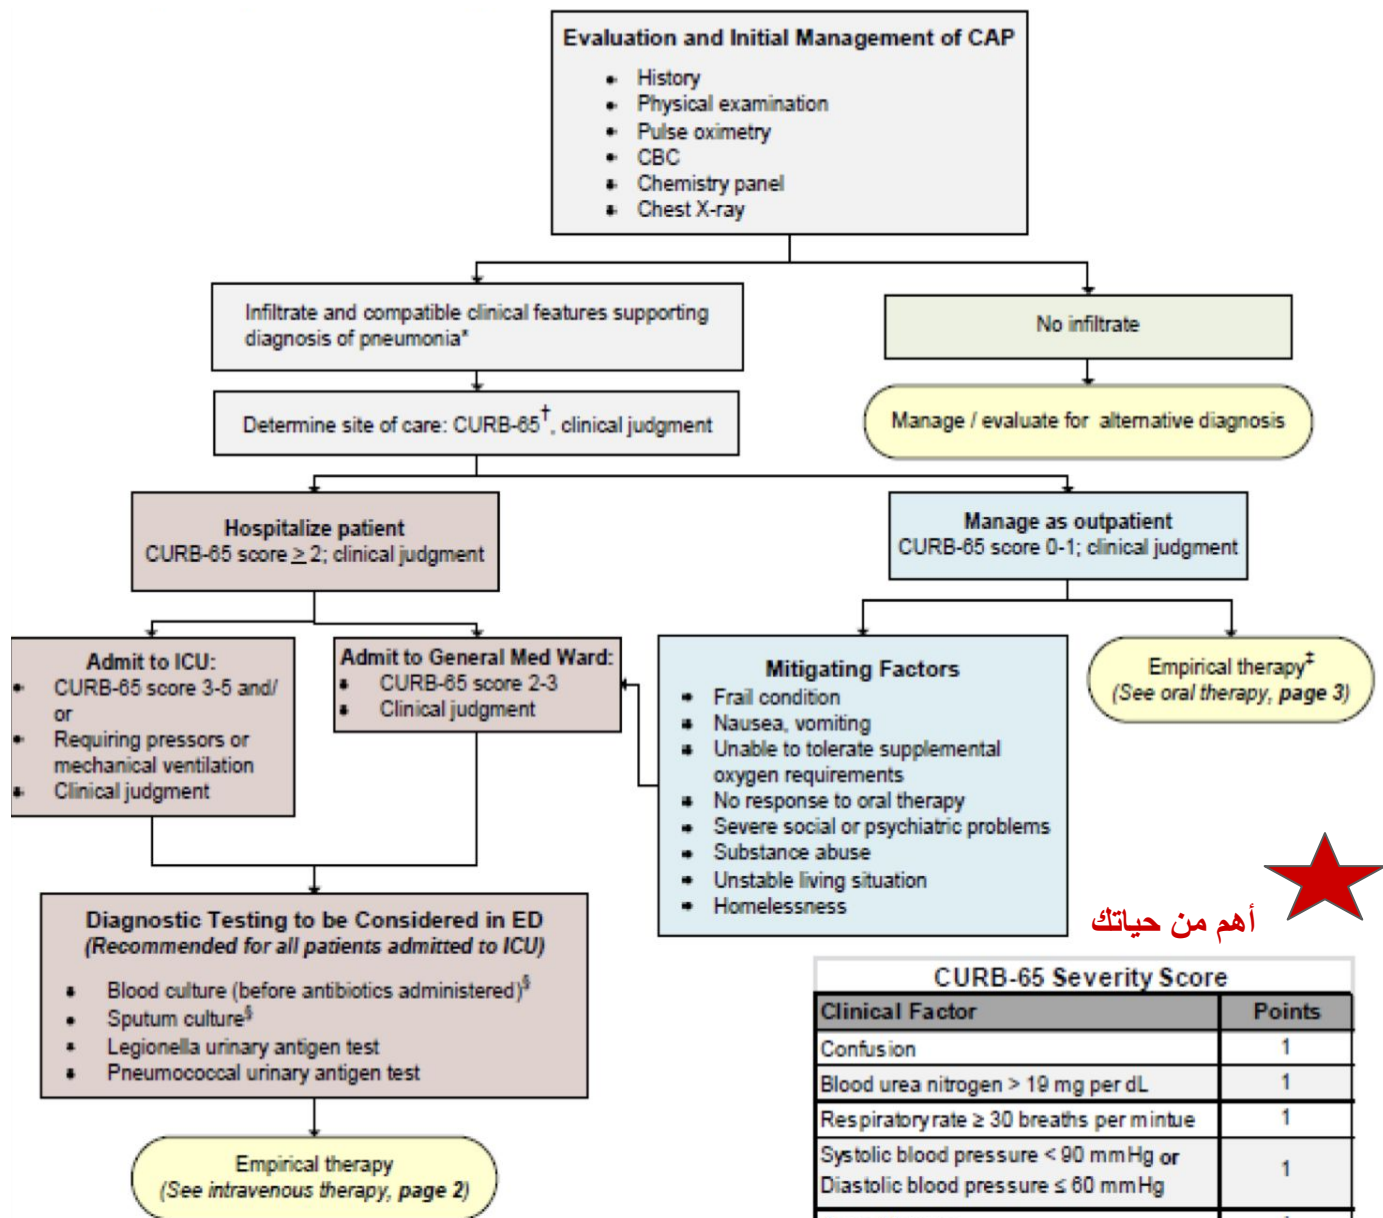 Evaluation and Initial Management of CAP
• History
• Physical examination
• Pulse oximetry
• CBC
• Chemistry panel
• Chest X-ray
Infiltrate and compatible clinical features supporting
diagnosis of pneumonia*
No infiltrate
Determine site of care: CURB-65†, clinical judgment
Manage / evaluate for alternative diagnosis
Hospitalize patient
CURB-65 score ≥ 2; clinical judgment
Manage as outpatient
CURB-65 score 0-1; clinical judgment
Admit to ICU:
• CURB-65 score 3-5 and/
or
• Requiring pressors or
mechanical ventilation
• Clinical judgment
Admit to General Med Ward:
• CURB-65 score 2-3
• Clinical judgment
Mitigating Factors
• Frail condition
• Nausea, vomiting
• Unable to tolerate supplemental
oxygen requirements
• No response to oral therapy
• Severe social or psychiatric problems
• Substance abuse
• Unstable living situation
• Homelessness
Empirical therapy‡
(See oral therapy, page 3)
Diagnostic Testing to be Considered in ED
(Recommended for all patients admitted to ICU)
• Blood culture (before antibiotics administered)§
• Sputum culture§
• Legionella urinary antigen test
• Pneumococcal urinary antigen test
Empirical therapy
(See intravenous therapy, page 2)
أهم من حياتك
CURB-65 Severity Score
Clinical Factor Points
Confusion 1
Blood urea nitrogen > 19 mg per dL 1
Respiratory rate ≥ 30 breaths per mintue 1
Systolic blood pressure < 90 mmHg or
Diastolic blood pressure ≤ 60 mmHg 1